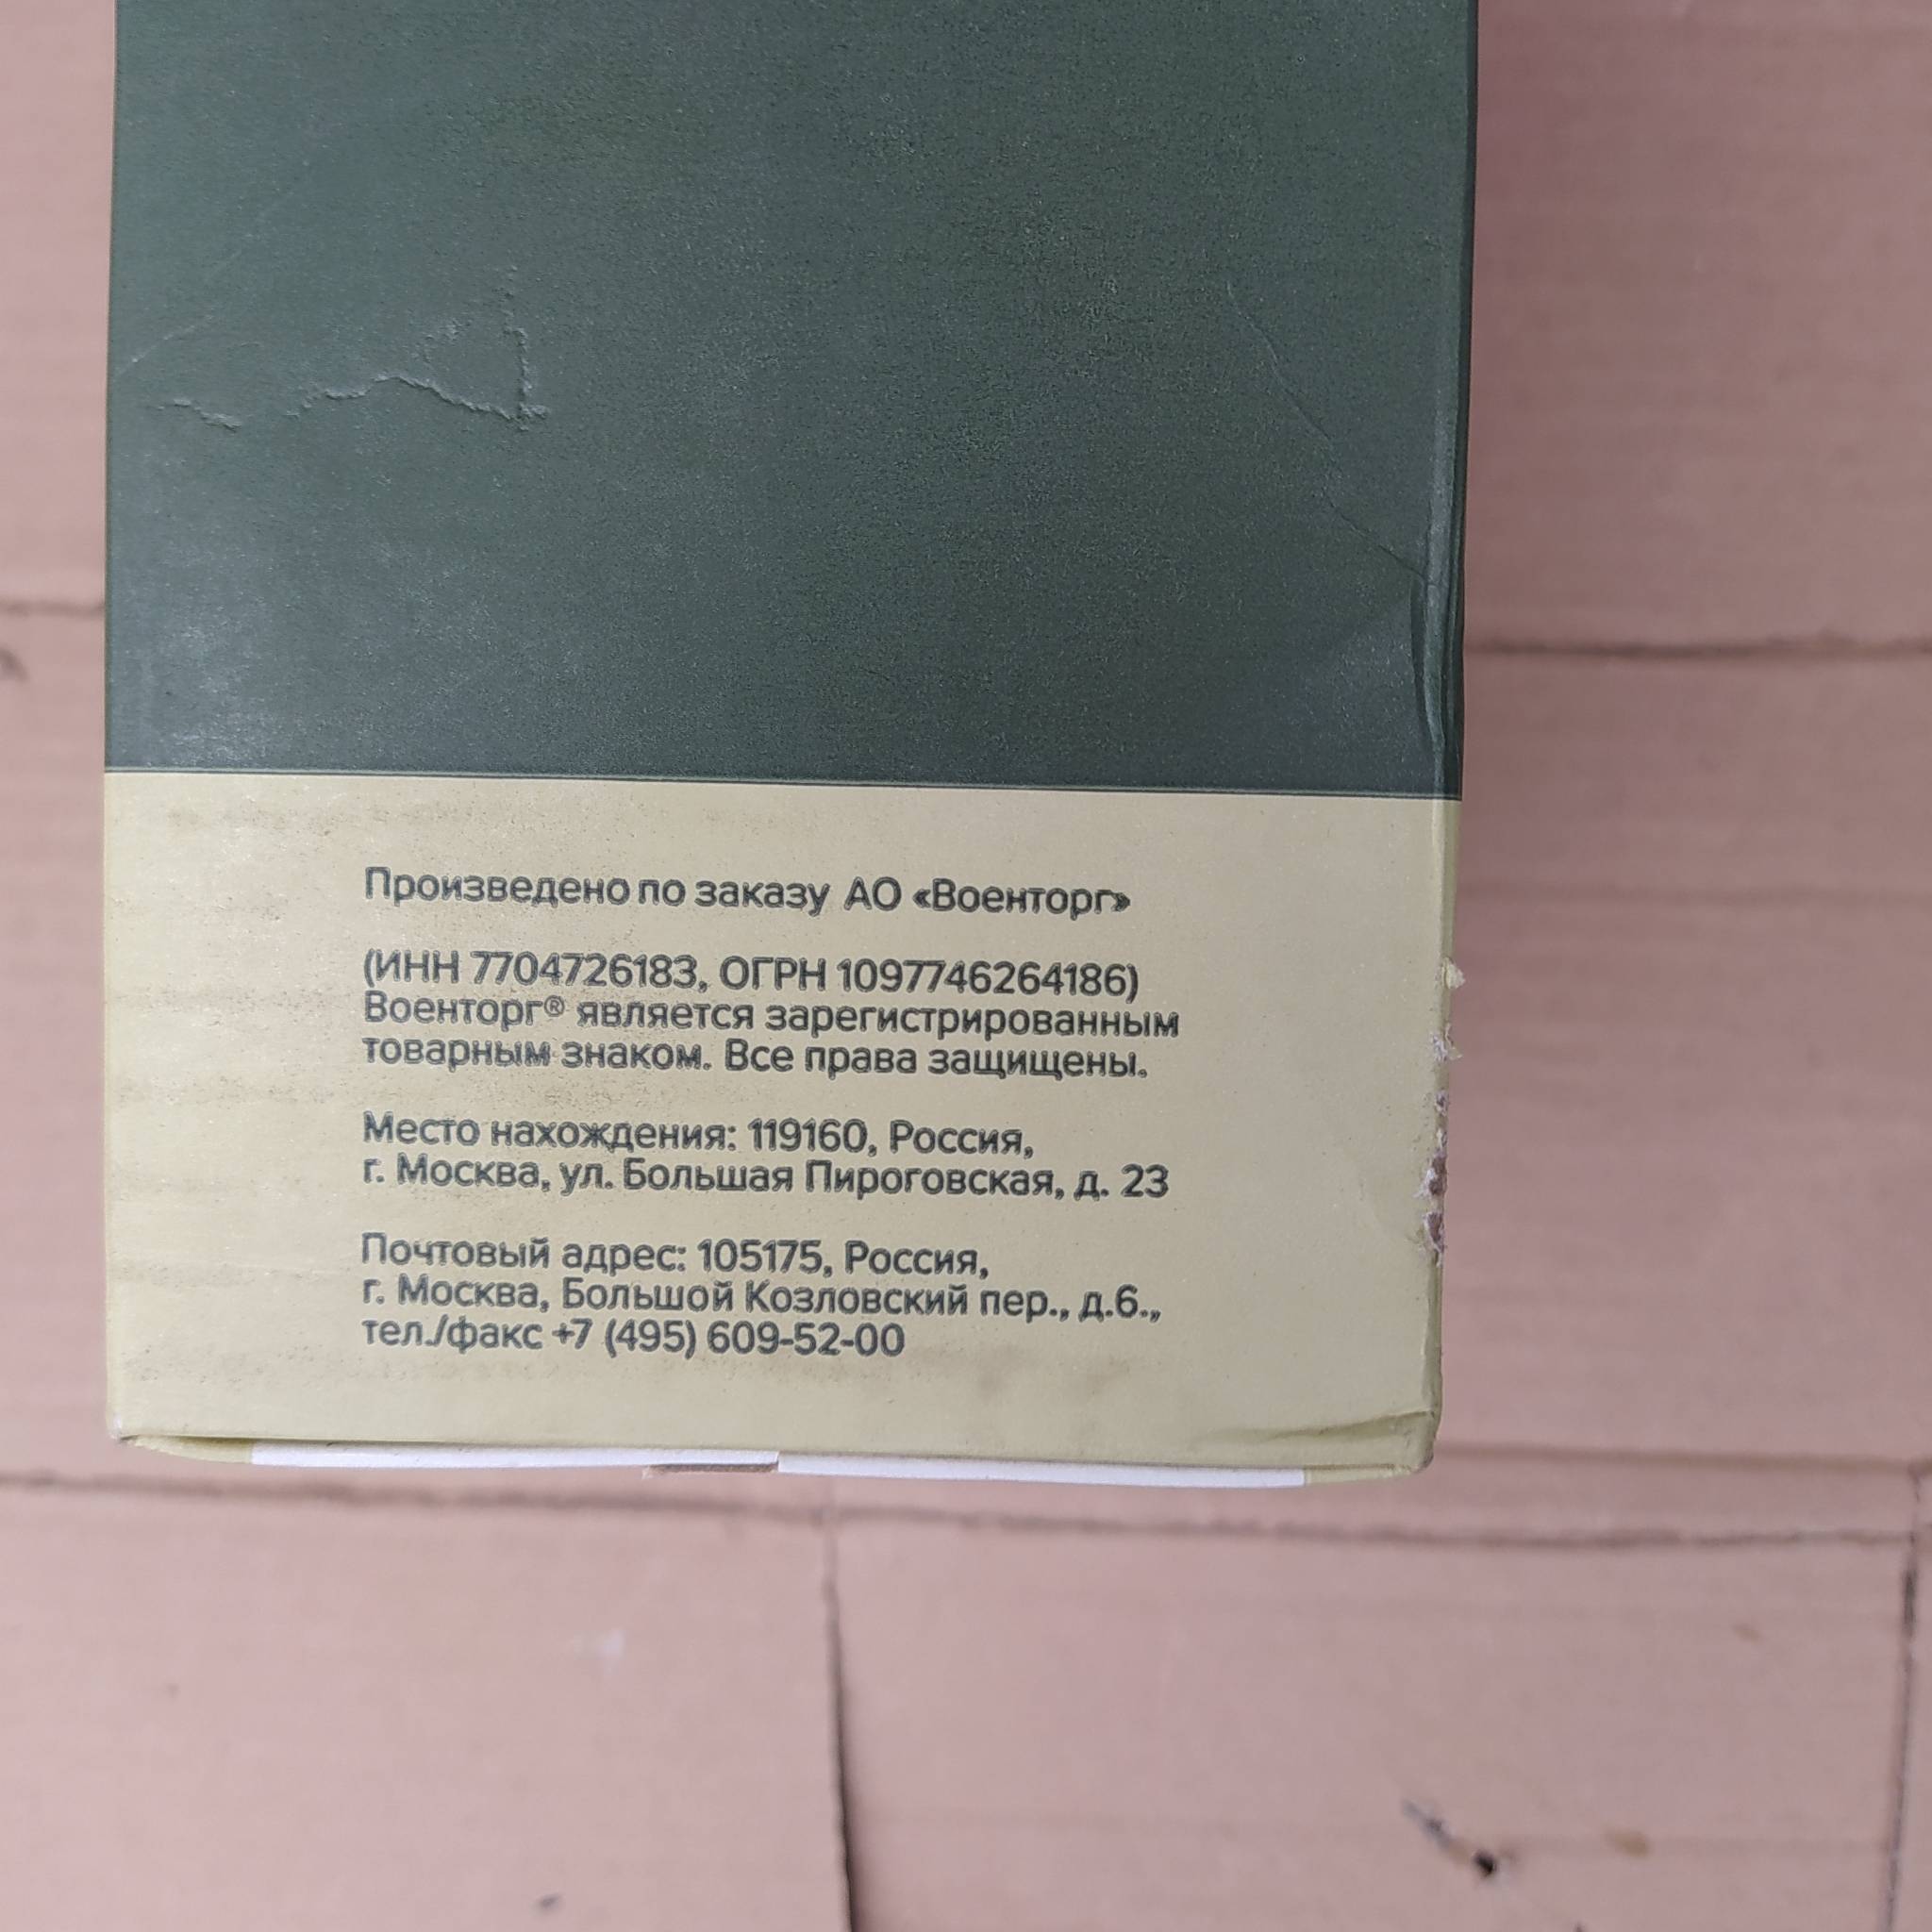 Произведено по заказу АО «Военторг»
(ИНН 7704726183, ОГРН 1097746264186)
Военторг® является зарегистрированным
товарным знаком. Все права защищены.
Место нахождения: 119160, Россия,
г. Москва, ул. Большая Пироговская, д. 23
Почтовый адрес: 105175, Россия,
г. Москва, Большой Козловский пер., д.6.,
тел./факс +7 (495) 609-52-00